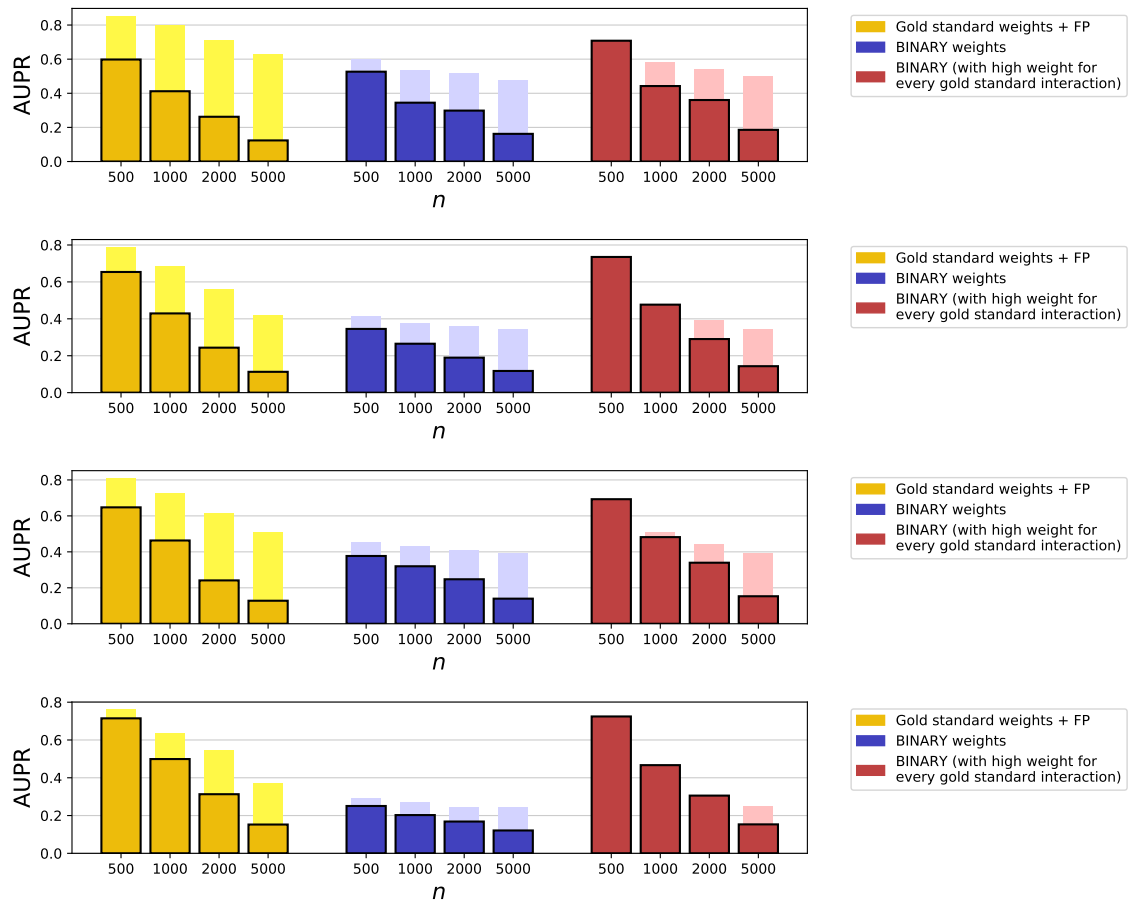 AUPR
0.8
0.6
0.4
0.2
0.0
500 1000 2000 5000 500 1000 2000 5000 500 1000 2000 5000
n
Gold standard weights + FP
BINARY weights
BINARY (with high weight for
every gold standard interaction)
AUPR
0.8
0.6
0.4
0.2
0.0
500 1000 2000 5000 500 1000 2000 5000 500 1000 2000 5000
n
Gold standard weights + FP
BINARY weights
BINARY (with high weight for
every gold standard interaction)
AUPR
0.8
0.6
0.4
0.2
0.0
500 1000 2000 5000 500 1000 2000 5000 500 1000 2000 5000
n
Gold standard weights + FP
BINARY weights
BINARY (with high weight for
every gold standard interaction)
AUPR
0.8
0.6
0.4
0.2
0.0
500 1000 2000 5000 500 1000 2000 5000 500 1000 2000 5000
n
Gold standard weights + FP
BINARY weights
BINARY (with high weight for
every gold standard interaction)